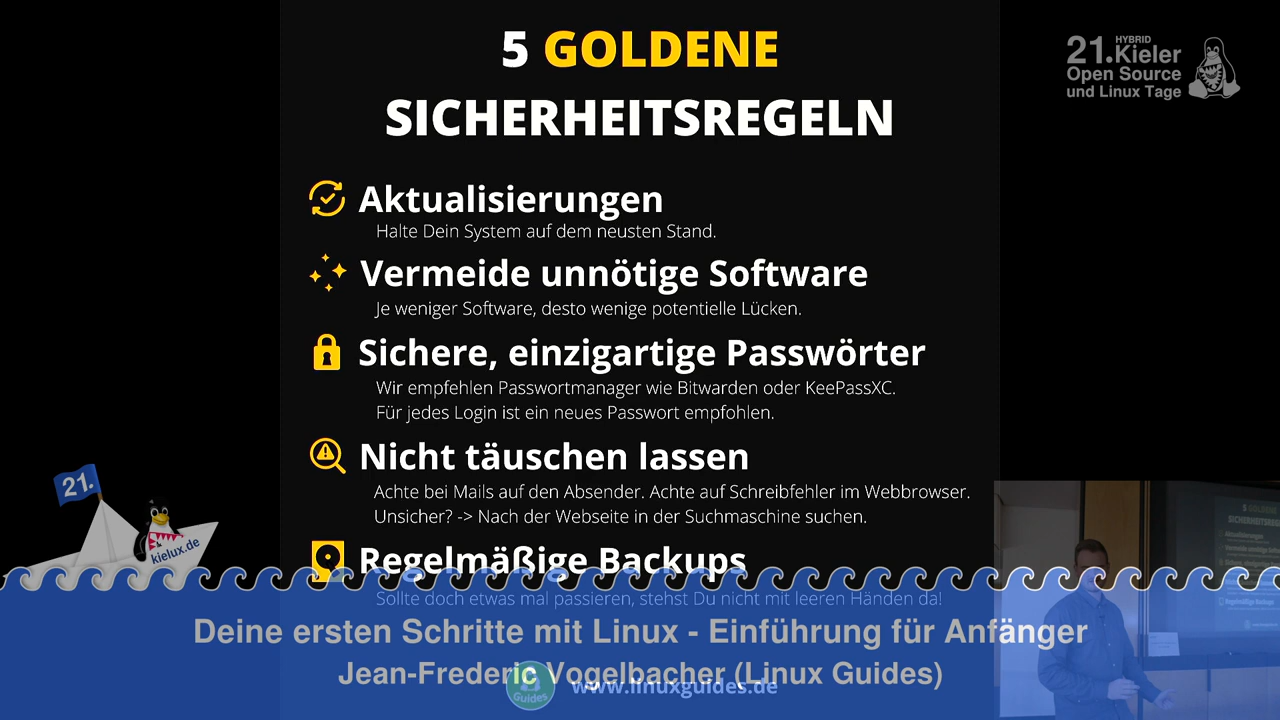 5 GOLDENE
SICHERHEITSREGELN
HYBRID
21.Kieler
Open Source
und Linux Tage
Aktualisierungen
Halte Dein System auf dem neusten Stand.
Vermeide unnötige Software
Je weniger Software, desto wenige potentielle Lücken.
Sichere, einzigartige Passwörter
Wir empfehlen Passwortmanager wie Bitwarden oder KeePassXC.
Für jedes Login ist ein neues Passwort empfohlen.
Nicht täuschen lassen
Achte bei Mails auf den Absender. Achte auf Schreibfehler im Webbrowser.
Unsicher? -> Nach der Webseite in der Suchmaschine suchen.
Regelmäßige Backups
Sollte doch etwas mal passieren, stehst Du nicht mit leeren Händen da!
21.
kielux.de
5 GOLDENE
SICHERHEITSREGE
Deine ersten Schritte mit Linux - Einführung für Anfänger
Jean-Frederic Vogelbacher (Linux Guides)
Guides
www.linuxguides.de